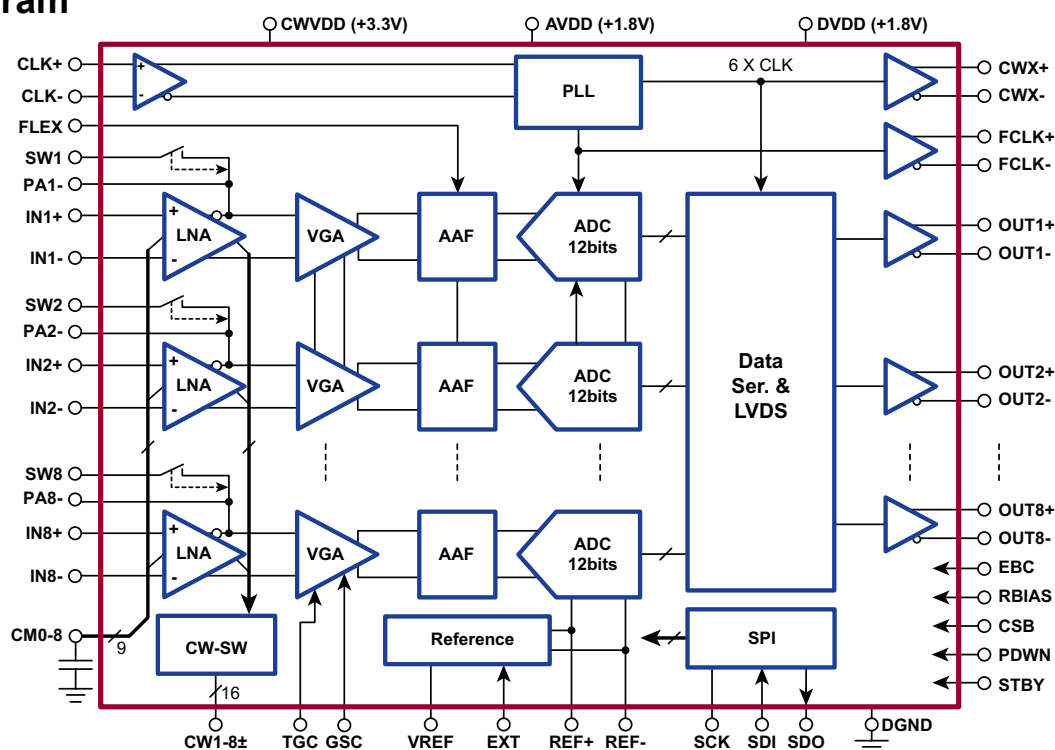 ram
CWVDD (+3.3V)
AVDD (+1.8V)
DVDD (+1.8V)
CLK+
CLK-
FLEX
SW1
PA1-
IN1+
IN1-
SW2
PA2-
IN2+
IN2-
SW8
PA8-
IN8+
IN8-
CM0-8
9
+
-
PLL
6 X CLK
CWX+
CWX-
FCLK+
FCLK-
+
LNA
-
VGA
AAF
ADC
12bits
OUT1+
OUT1-
+
LNA
-
VGA
AAF
ADC
12bits
Data
Ser. &
LVDS
OUT2+
OUT2-
+
LNA
-
VGA
AAF
ADC
12bits
OUT8+
OUT8-
EBC
RBIAS
CSB
PDWN
STBY
CW-SW
16
Reference
SPI
CW1-8±
TGC
GSC
VREF
EXT
REF+
REF-
SCK
SDI
SDO
DGND